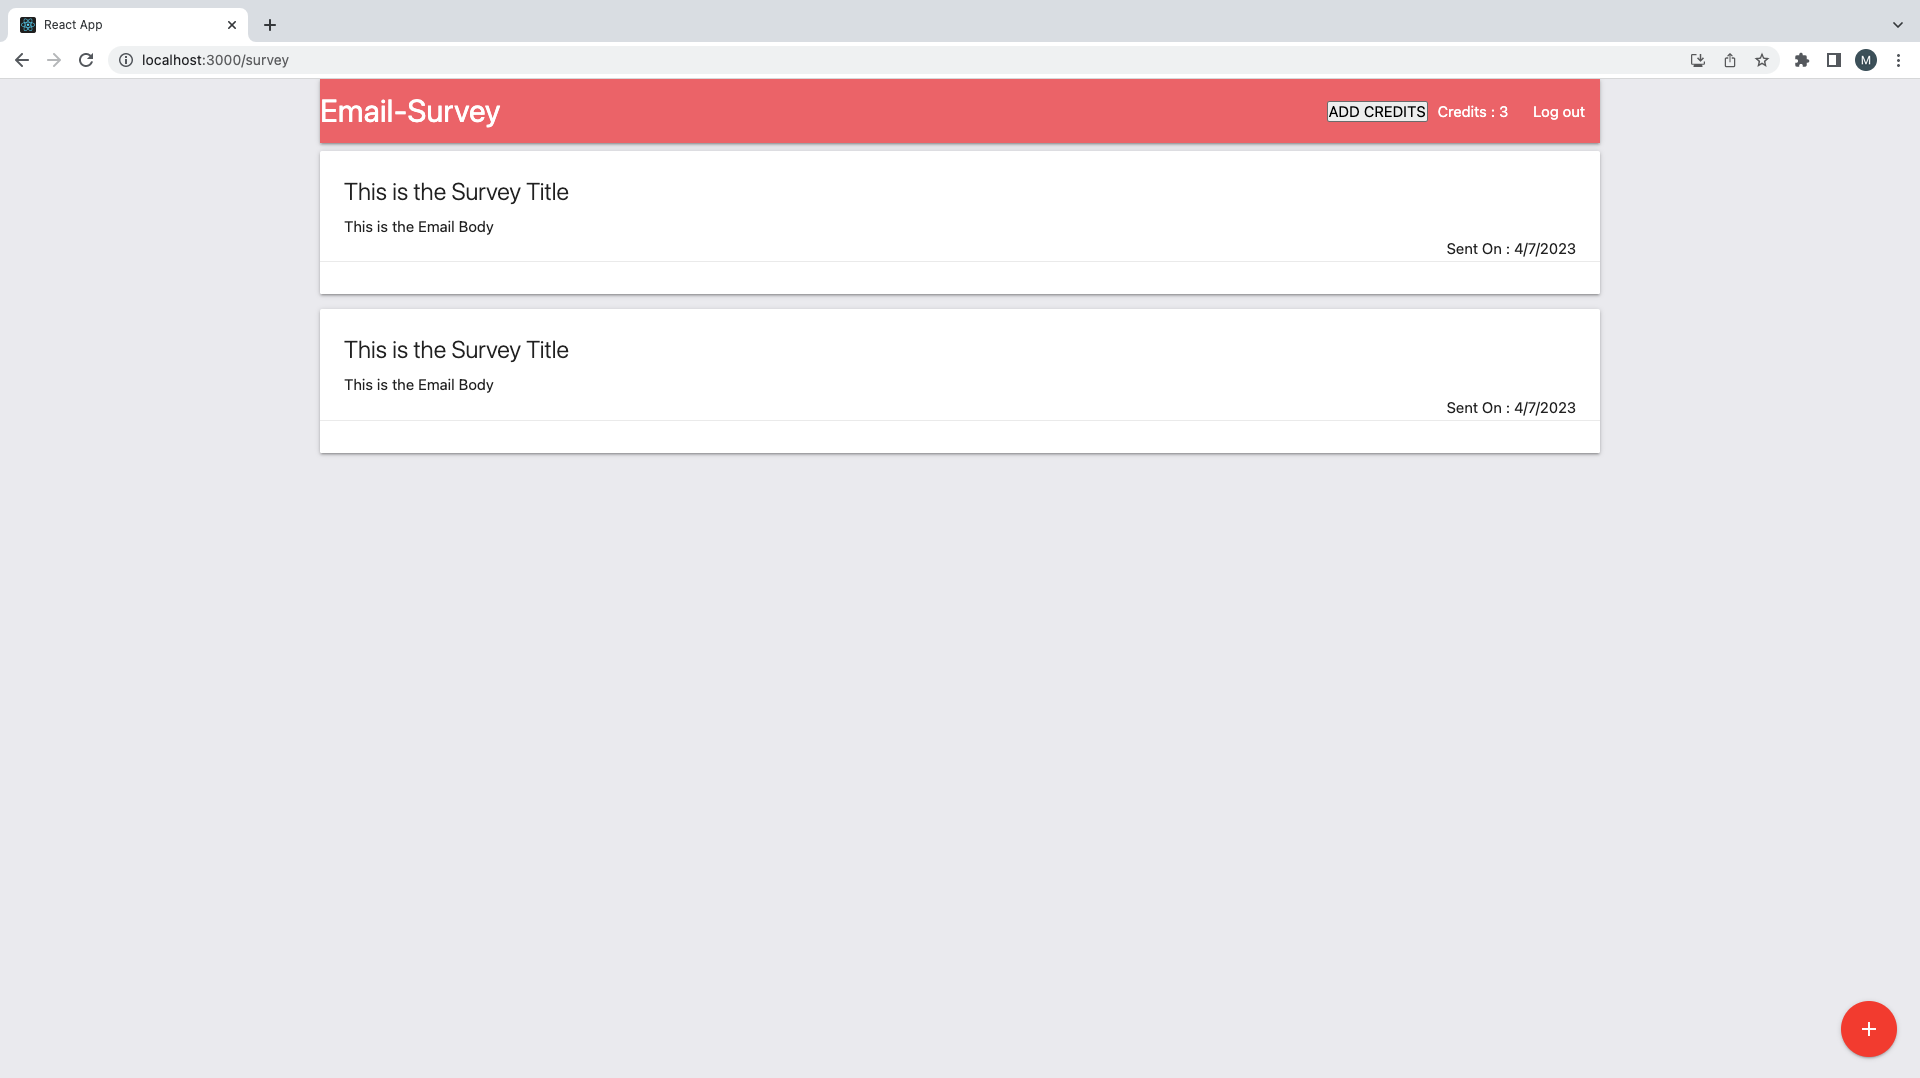 React App
localhost:3000/survey
M
Email-Survey
ADD CREDITS Credits : 3 Log out
This is the Survey Title
This is the Email Body
Sent On : 4/7/2023
This is the Survey Title
This is the Email Body
Sent On : 4/7/2023